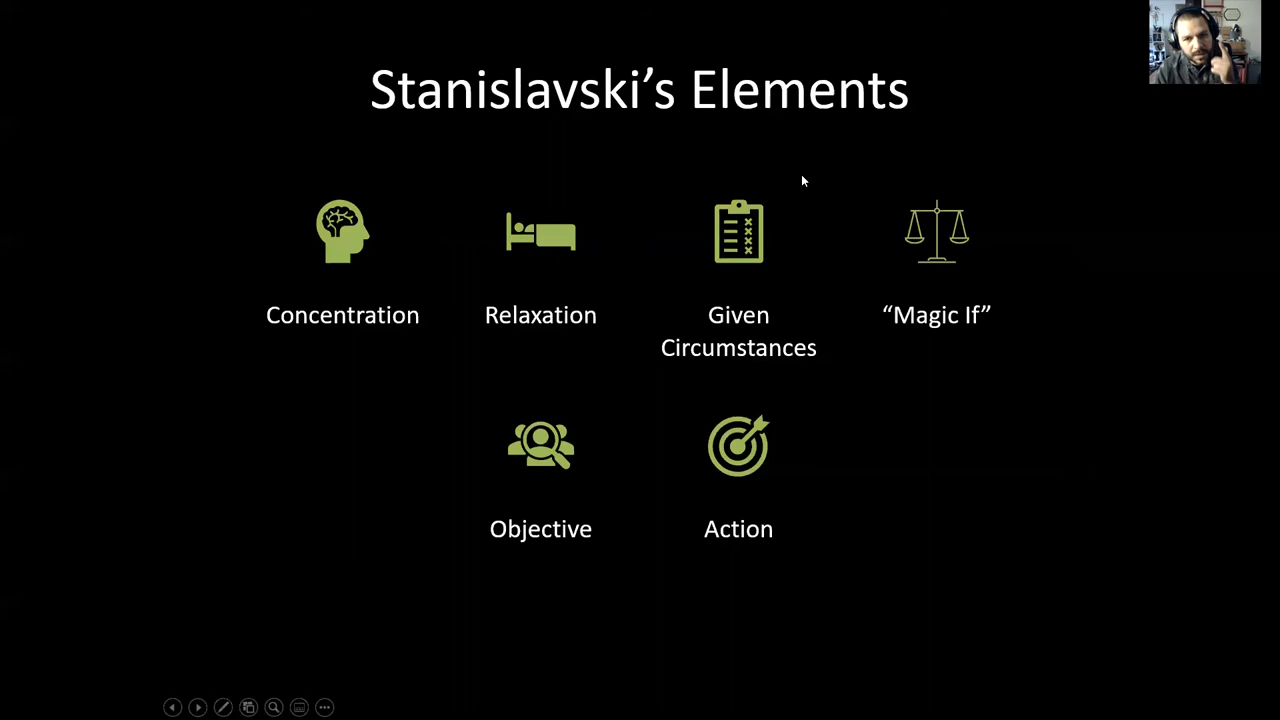 Stanislavski’s Elements
Concentration
Relaxation
Given
Circumstances
“Magic If”
Objective
Action